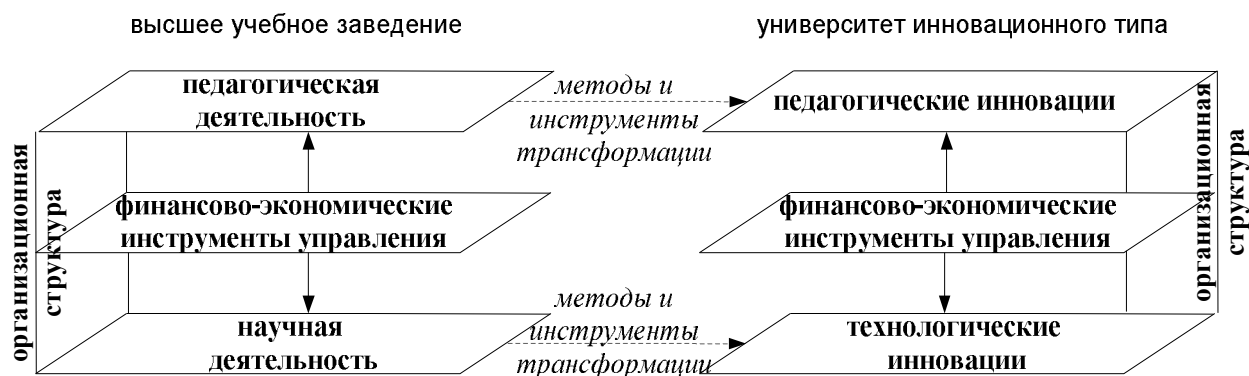 высшее учебное заведение
университет инновационного типа
педагогическая
деятельность
методы и
инструменты
трансформации
педагогические инновации
организационная
структура
финансово-экономические
инструменты управления
финансово-экономические
инструменты управления
организационная
структура
научная
деятельность
методы и
инструменты
трансформации
технологические
инновации